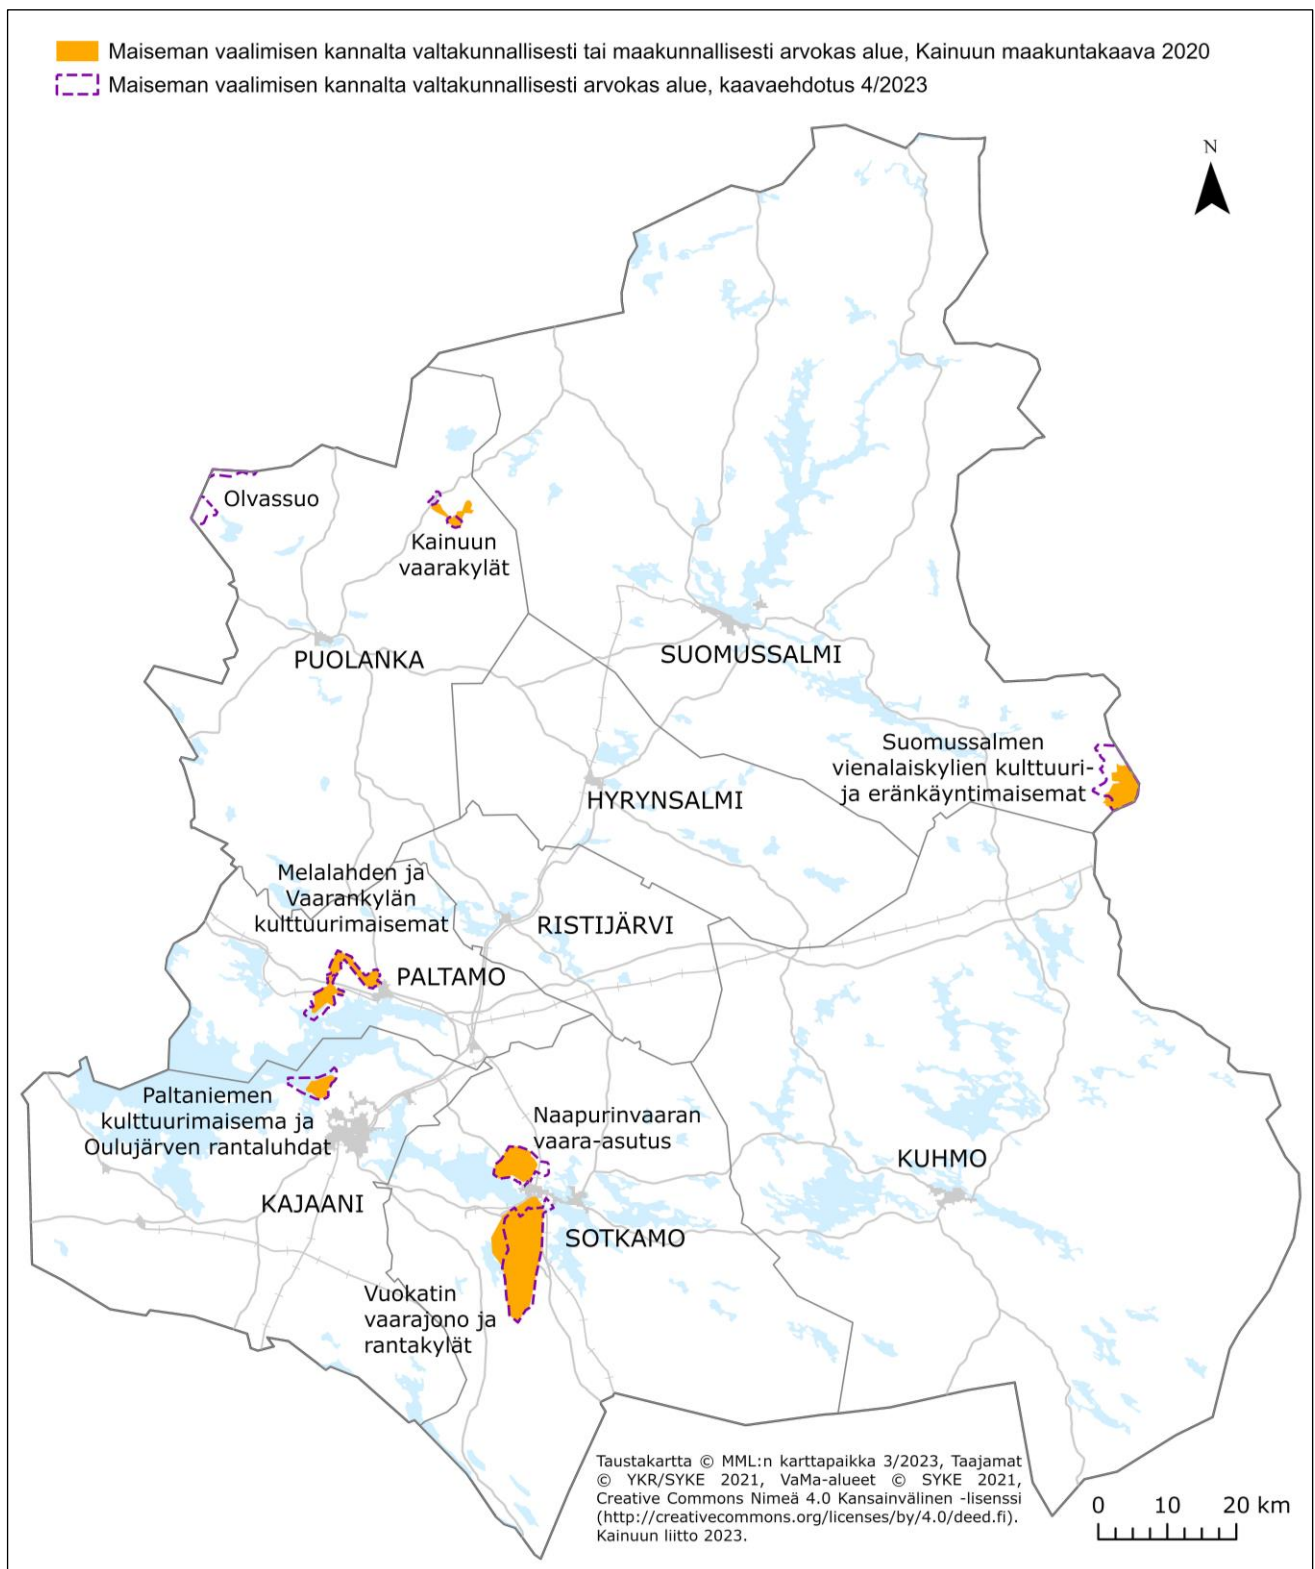 Maiseman vaalimisen kannalta valtakunnallisesti tai maakunnallisesti arvokas alue, Kainuun maakuntakaava 2020
Maiseman vaalimisen kannalta valtakunnallisesti arvokas alue, kaavaehdotus 4/2023
N
Olvassuo
Kainuun
vaarakylät
PUOLANKA
SUOMUSSALMI
Suomussalmen
vienalaiskylien kulttuuri-
ja eränkäyntimaisemat
HYRYNSALMI
Melalahden ja
Vaarankylän
kulttuurimaisemat
RISTIJÄRVI
PALTAMO
Paltaniemen
kulttuurimaisema ja
Oulujärven rantaluhdat
Naapurinvaaran
vaara-asutus
KUHMO
KAJAANI
SOTKAMO
Vuokatin
vaarajono ja
rantakylät
Taustakartta © MML:n karttapaikka 3/2023, Taajamat
© YKR/SYKE 2021, VaMa-alueet © SYKE 2021,
Creative Commons Nimeä 4.0 Kansainvälinen -lisenssi
(http://creativecommons.org/licenses/by/4.0/deed.fi).
Kainuun liitto 2023.
0 10 20 km